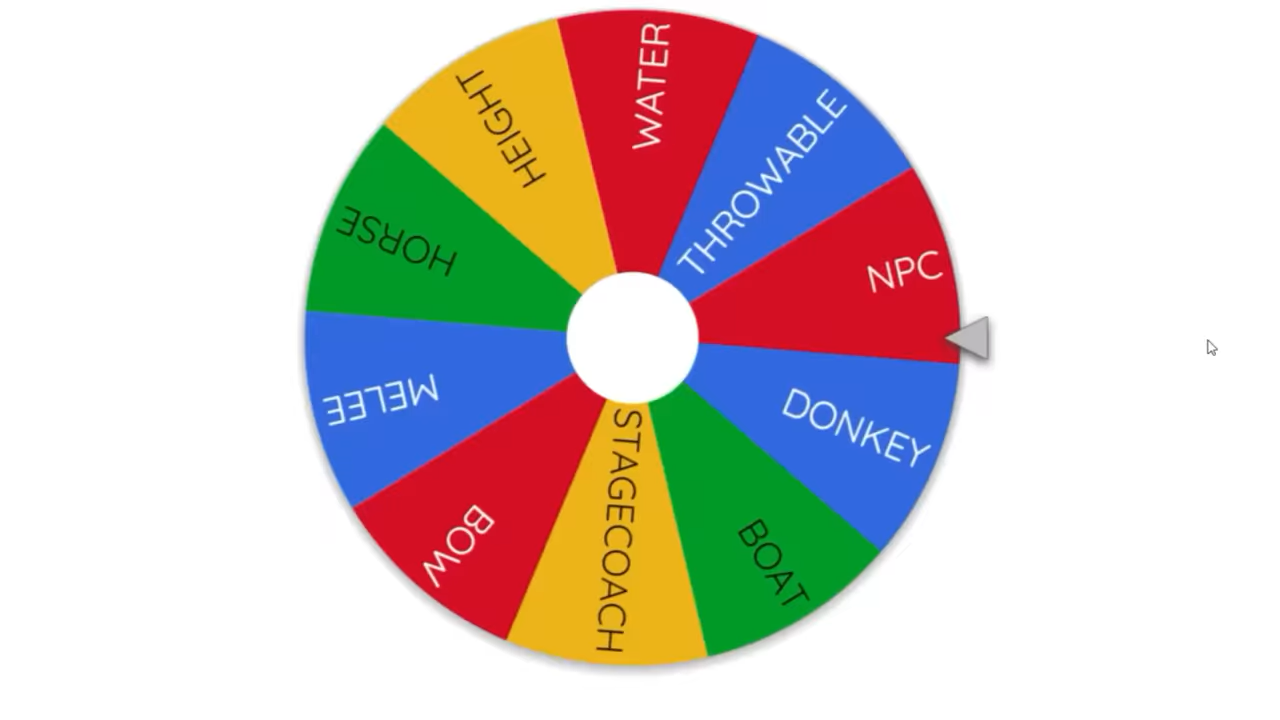 WATER
THROWABLE
NPC
DONKEY
BOAT
STAGECOACH
BOW
MELEE
HORSE
HEIGHT